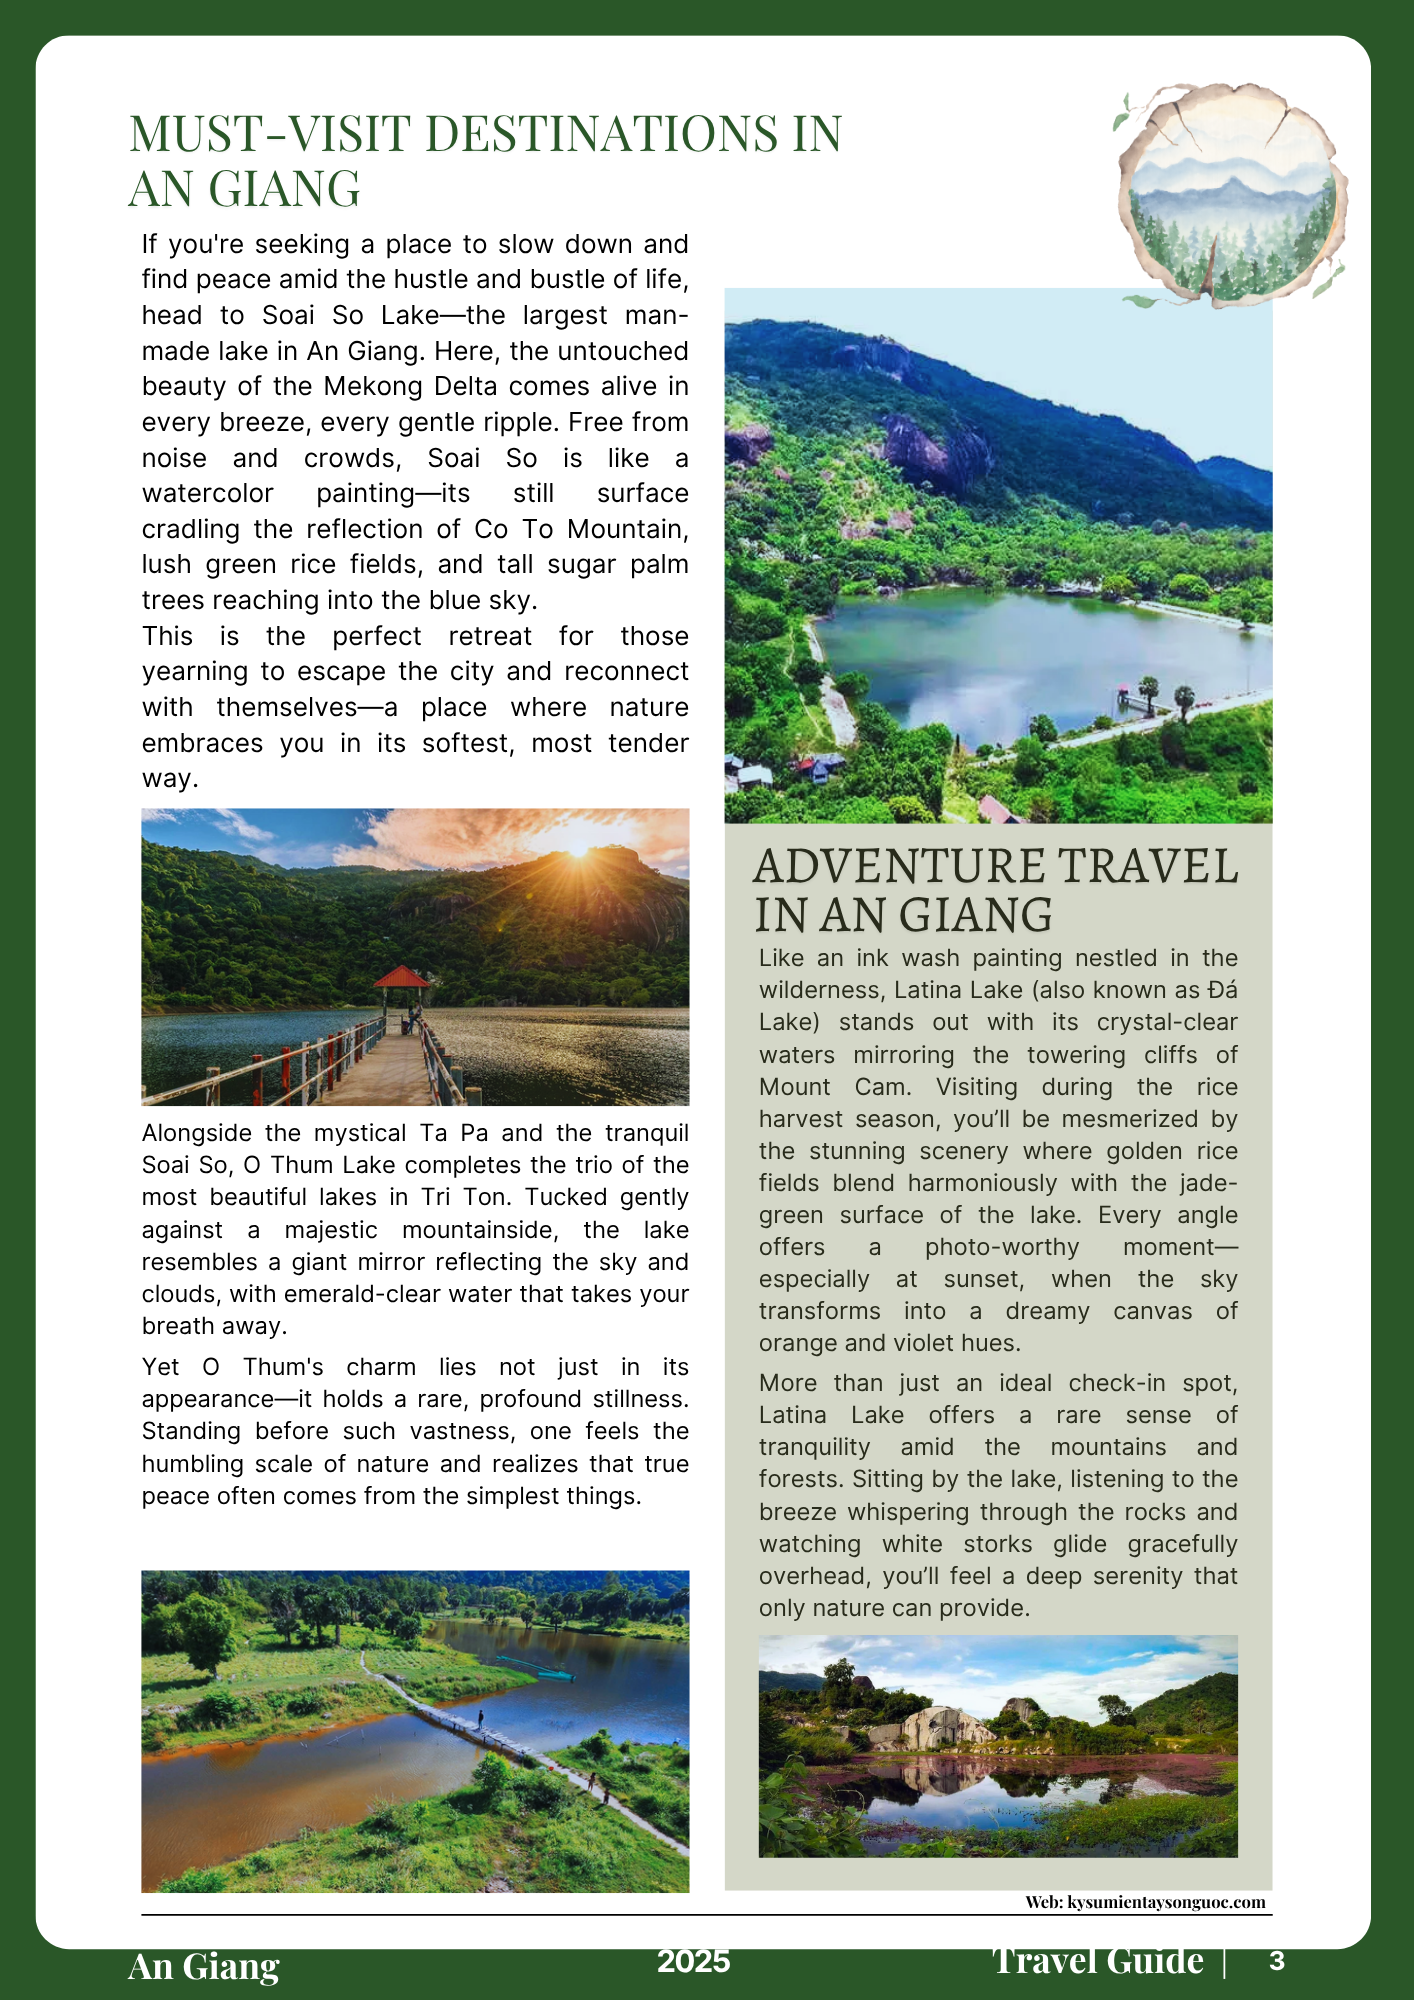 MUST-VISIT DESTINATIONS IN
AN GIANG
If you're seeking a place to slow down and
find peace amid the hustle and bustle of life,
head to Soai So Lake—the largest man-
made lake in An Giang. Here, the untouched
beauty of the Mekong Delta comes alive in
every breeze, every gentle ripple. Free from
noise and crowds, Soai So is like a
watercolor painting—its still surface
cradling the reflection of Co To Mountain,
lush green rice fields, and tall sugar palm
trees reaching into the blue sky.
This is the perfect retreat for those
yearning to escape the city and reconnect
with themselves—a place where nature
embraces you in its softest, most tender
way.
Alongside the mystical Ta Pa and the tranquil
Soai So, O Thum Lake completes the trio of the
most beautiful lakes in Tri Ton. Tucked gently
against a majestic mountainside, the lake
resembles a giant mirror reflecting the sky and
clouds, with emerald-clear water that takes your
breath away.
Yet O Thum's charm lies not just in its
appearance—it holds a rare, profound stillness.
Standing before such vastness, one feels the
humbling scale of nature and realizes that true
peace often comes from the simplest things.
ADVENTURE TRAVEL
IN AN GIANG
Like an ink wash painting nestled in the
wilderness, Latina Lake (also known as Đá
Lake) stands out with its crystal-clear
waters mirroring the towering cliffs of
Mount Cam. Visiting during the rice
harvest season, you’ll be mesmerized by
the stunning scenery where golden rice
fields blend harmoniously with the jade-
green surface of the lake. Every angle
offers a photo-worthy moment—
especially at sunset, when the sky
transforms into a dreamy canvas of
orange and violet hues.
More than just an ideal check-in spot,
Latina Lake offers a rare sense of
tranquility amid the mountains and
forests. Sitting by the lake, listening to the
breeze whispering through the rocks and
watching white storks glide gracefully
overhead, you’ll feel a deep serenity that
only nature can provide.
Web: kysumientaysonguoc.com
An Giang 2025 Travel Guide | 3